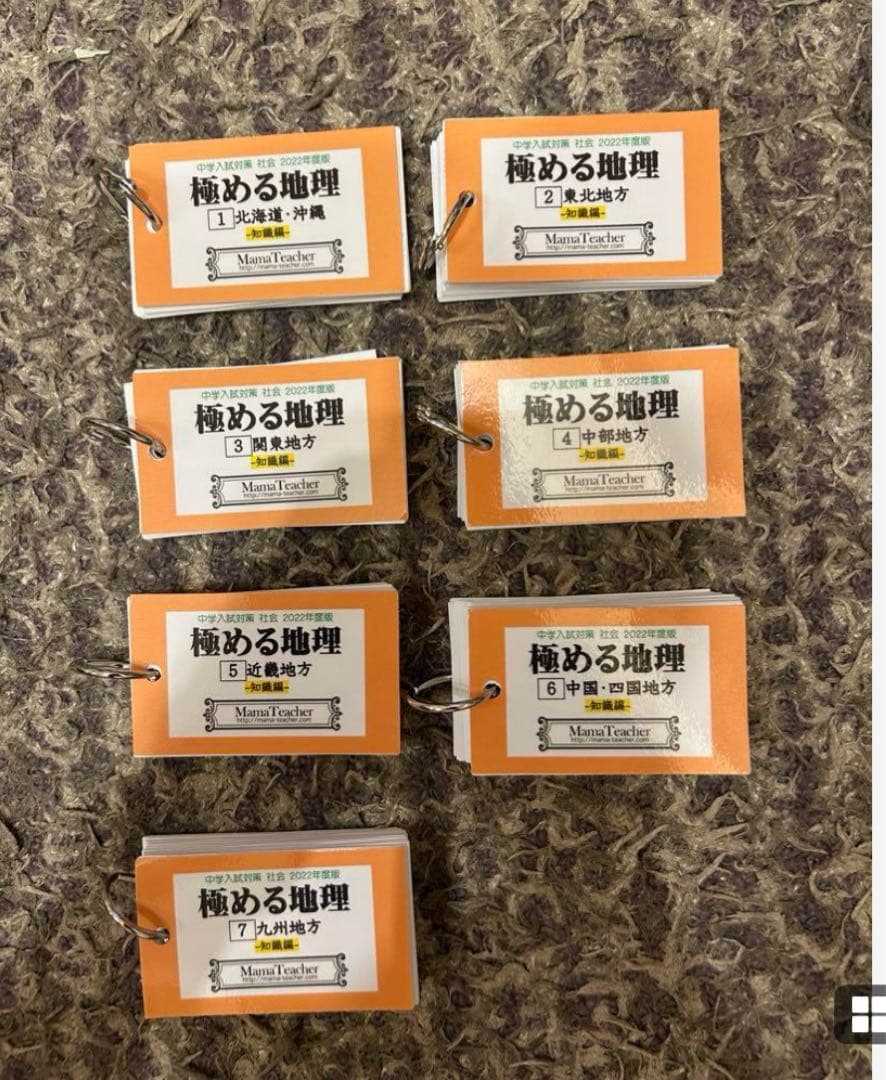 中学入試対策 社会 2022年度版
極める地理
1 北海道・沖縄
-知識編-
MamaTeacher
http://mama-teacher.com
中学入試対策 社会 2022年度版
極める地理
2 東北地方
-知識編-
MamaTeacher
http://mama-teacher.com
中学入試対策 社会 2022年度版
極める地理
3 関東地方
-知識編-
MamaTeacher
http://mama-teacher.com
中学入試対策 社会 2022年度版
極める地理
4 中部地方
-知識編-
MamaTeacher
http://mama-teacher.com
中学入試対策 社会 2022年度版
極める地理
5 近畿地方
-知識編-
MamaTeacher
http://mama-teacher.com
中学入試対策 社会 2022年度版
極める地理
6 中国・四国地方
-知識編-
MamaTeacher
http://mama-teacher.com
中学入試対策 社会 2022年度版
極める地理
7 九州地方
-知識編-
MamaTeacher
http://mama-teacher.com